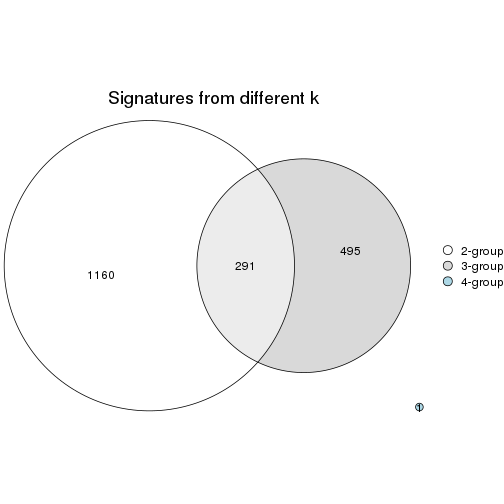 Signatures from different k
1160
291
495
2-group
3-group
4-group
1